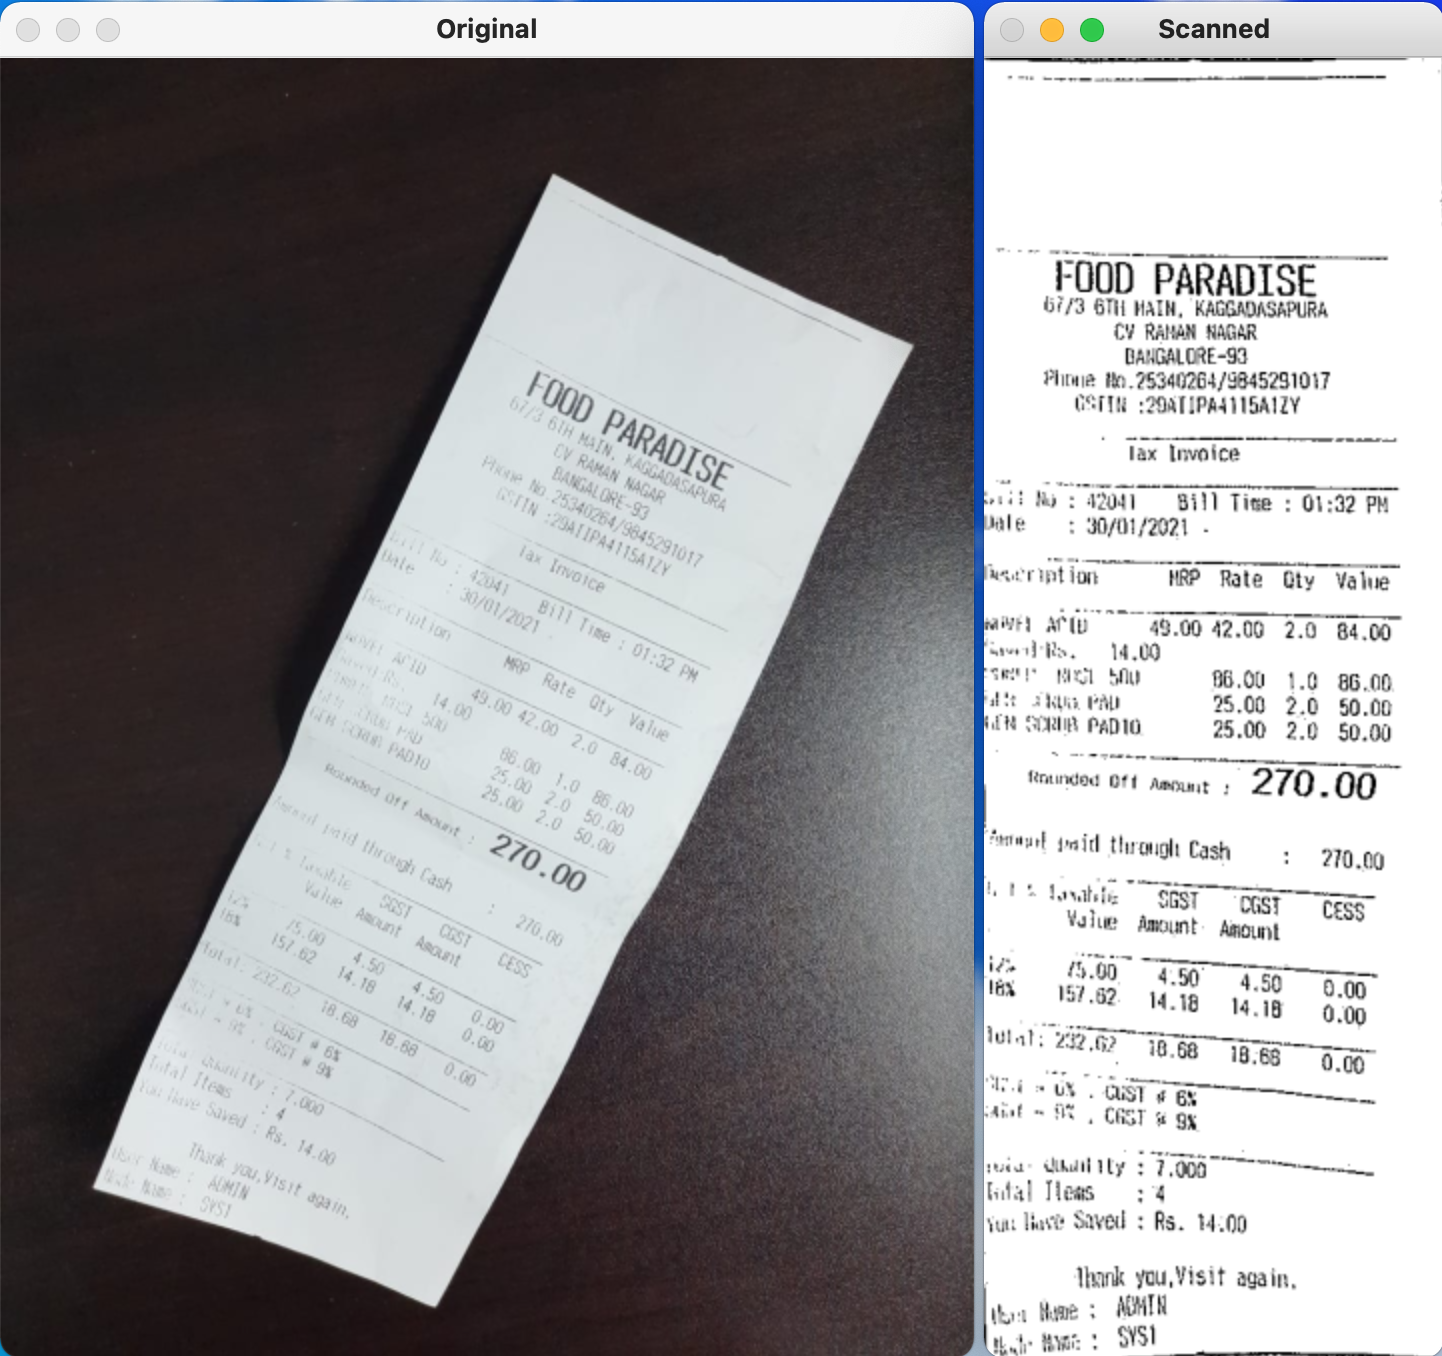 Original
FOOD PARADISE
67/3 6TH MAIN, KAGGADASAPURA
CV RAMAN NAGAR
BANGALORE-93
Phone No.25340264/9845291017
GSTIN :29ATIPA4115A1ZY
Tax Invoice
Bill No : 42041 Bill Time : 01:32 PM
Date : 30/01/2021
Description MRP Rate Qty Value
ACID 49.00 42.00 2.0 84.00
Saved:Rs. 14.00
500 86.00 1.0 86.00
SCRUB PAD 25.00 2.0 50.00
GEN SCRUB PAD10 25.00 2.0 50.00
Rounded Off Amount : 270.00
Amount paid through Cash : 270.00
% Taxable SGST CGST CESS
Value Amount Amount
12% 75.00 4.50 4.50 0.00
18% 157.62 14.18 14.18 0.00
Total: 232.62 18.68 18.68 0.00
6% , CGST @ 6%
9% , CGST @ 9%
Total Quantity : 7.000
Total Items : 4
You Have Saved : Rs. 14.00
Thank you,Visit again.
User Name : ADMIN
Name : SYS1
Scanned
FOOD PARADISE
67/3 6TH MAIN, KAGGADASAPURA
CV RAMAN NAGAR
BANGALORE-93
Phone No.25340264/9845291017
GSTIN :29ATIPA4115A1ZY
Tax Invoice
Bill No : 42041 Bill Time : 01:32 PM
Date : 30/01/2021
Description MRP Rate Qty Value
ACID 49.00 42.00 2.0 84.00
Saved:Rs. 14.00
500 86.00 1.0 86.00
SCRUB PAD 25.00 2.0 50.00
GEN SCRUB PAD10 25.00 2.0 50.00
Rounded Off Amount : 270.00
Amount paid through Cash : 270.00
% Taxable SGST CGST CESS
Value Amount Amount
12% 75.00 4.50 4.50 0.00
18% 157.62 14.18 14.18 0.00
Total: 232.62 18.68 18.68 0.00
6% , CGST @ 6%
9% , CGST @ 9%
Total Quantity : 7.000
Total Items : 4
You Have Saved : Rs. 14.00
Thank you,Visit again.
User Name : ADMIN
Name : SYS1